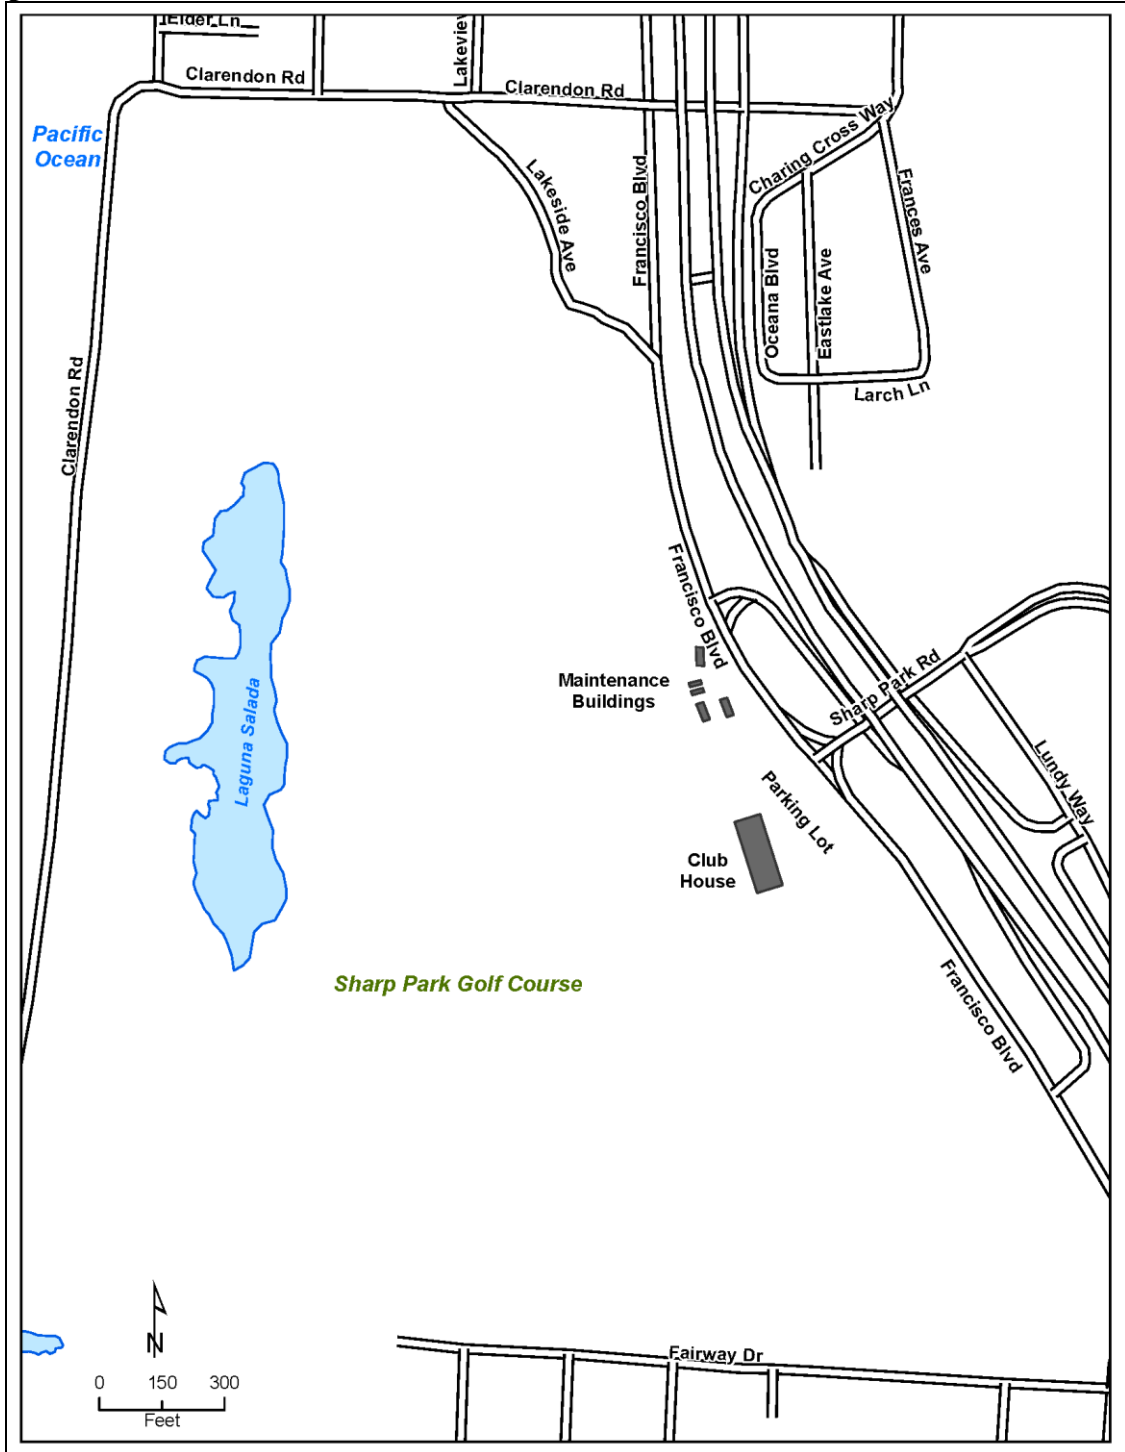 Elder Ln
Lakeview
Clarendon Rd
Clarendon Rd
Pacific
Ocean
Charing Cross Way
Lakeside Ave
Francisco Blvd
Frances Ave
Oceana Blvd
Eastlake Ave
Clarendon Rd
Larch Ln
Francisco Blvd
Maintenance
Buildings
Sharp Park Rd
Laguna Salada
Lundy Way
Parking Lot
Club
House
Sharp Park Golf Course
Francisco Blvd
N
Fairway Dr
0 150 300
Feet